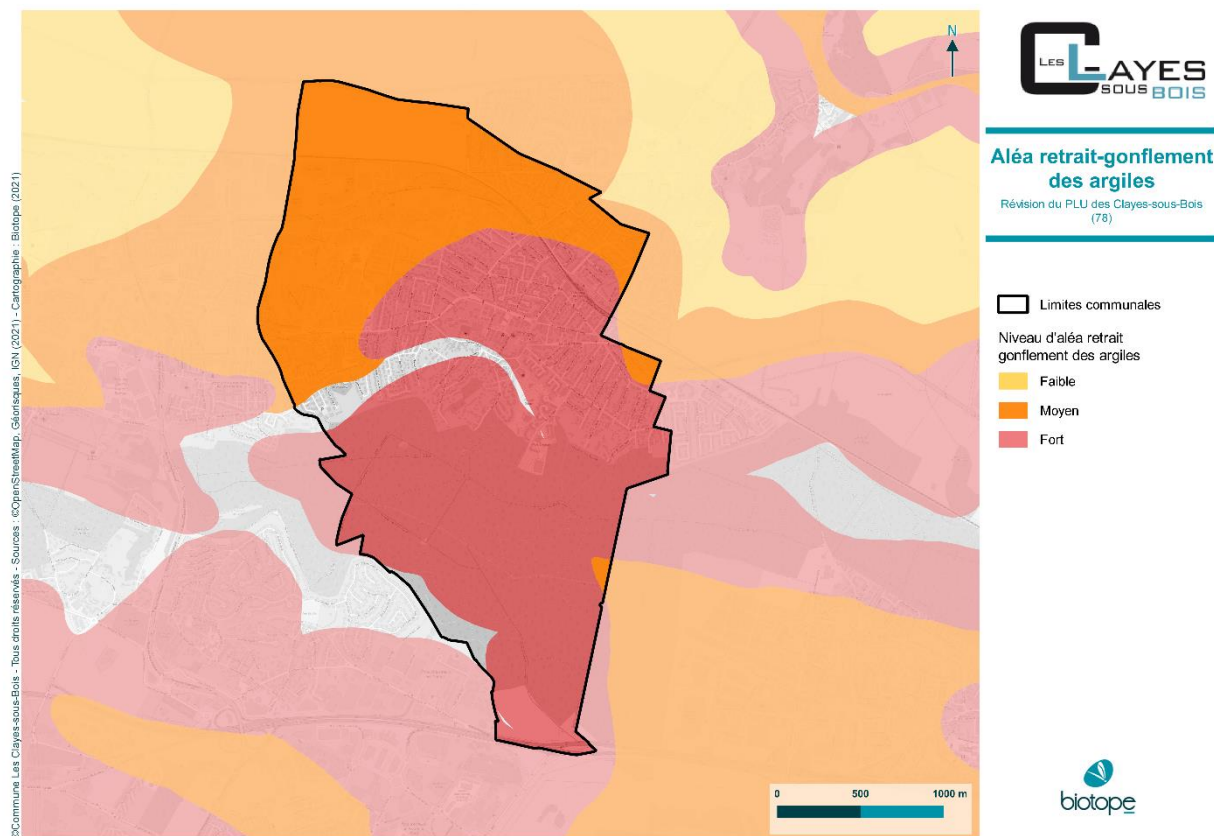 ©Commune Les Clayes-sous-Bois - Tous droits réservés - Sources : ©OpenStreetMap, Géorisques, IGN (2021) - Cartographie : Biotope (2021)
N
LES CLAYES
SOUS BOIS
Aléa retrait-gonflement
des argiles
Révision du PLU des Clayes-sous-Bois
(78)
Limites communales
Niveau d'aléa retrait
gonflement des argiles
Faible
Moyen
Fort
0 500 1000 m
biotope